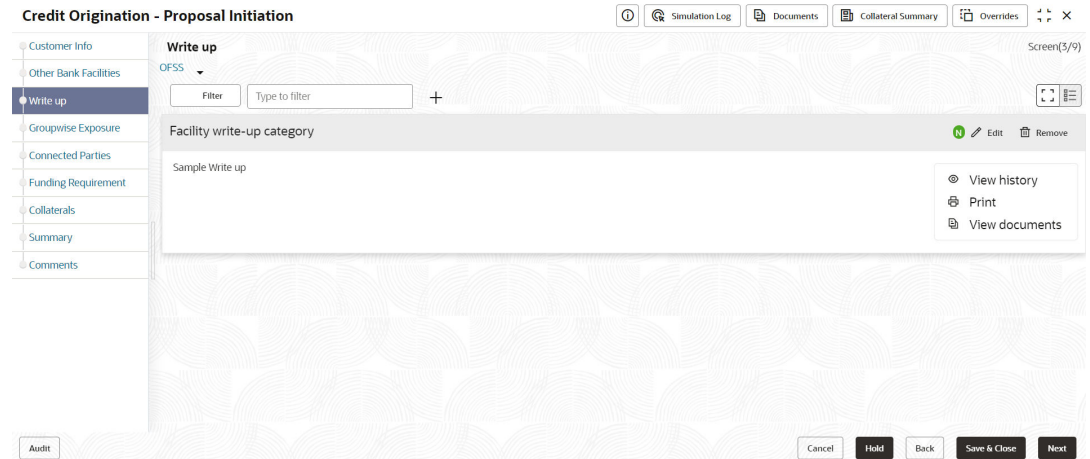 Credit Origination - Proposal Initiation
Simulation Log
Documents
Collateral Summary
Overrides
Customer Info
Other Bank Facilities
Write up
Groupwise Exposure
Connected Parties
Funding Requirement
Collaterals
Summary
Comments
Write up
Screen(3/9)
OFSS
Filter
Type to filter
Facility write-up category
N
Edit
Remove
Sample Write up
View history
Print
View documents
Audit
Cancel
Hold
Back
Save & Close
Next